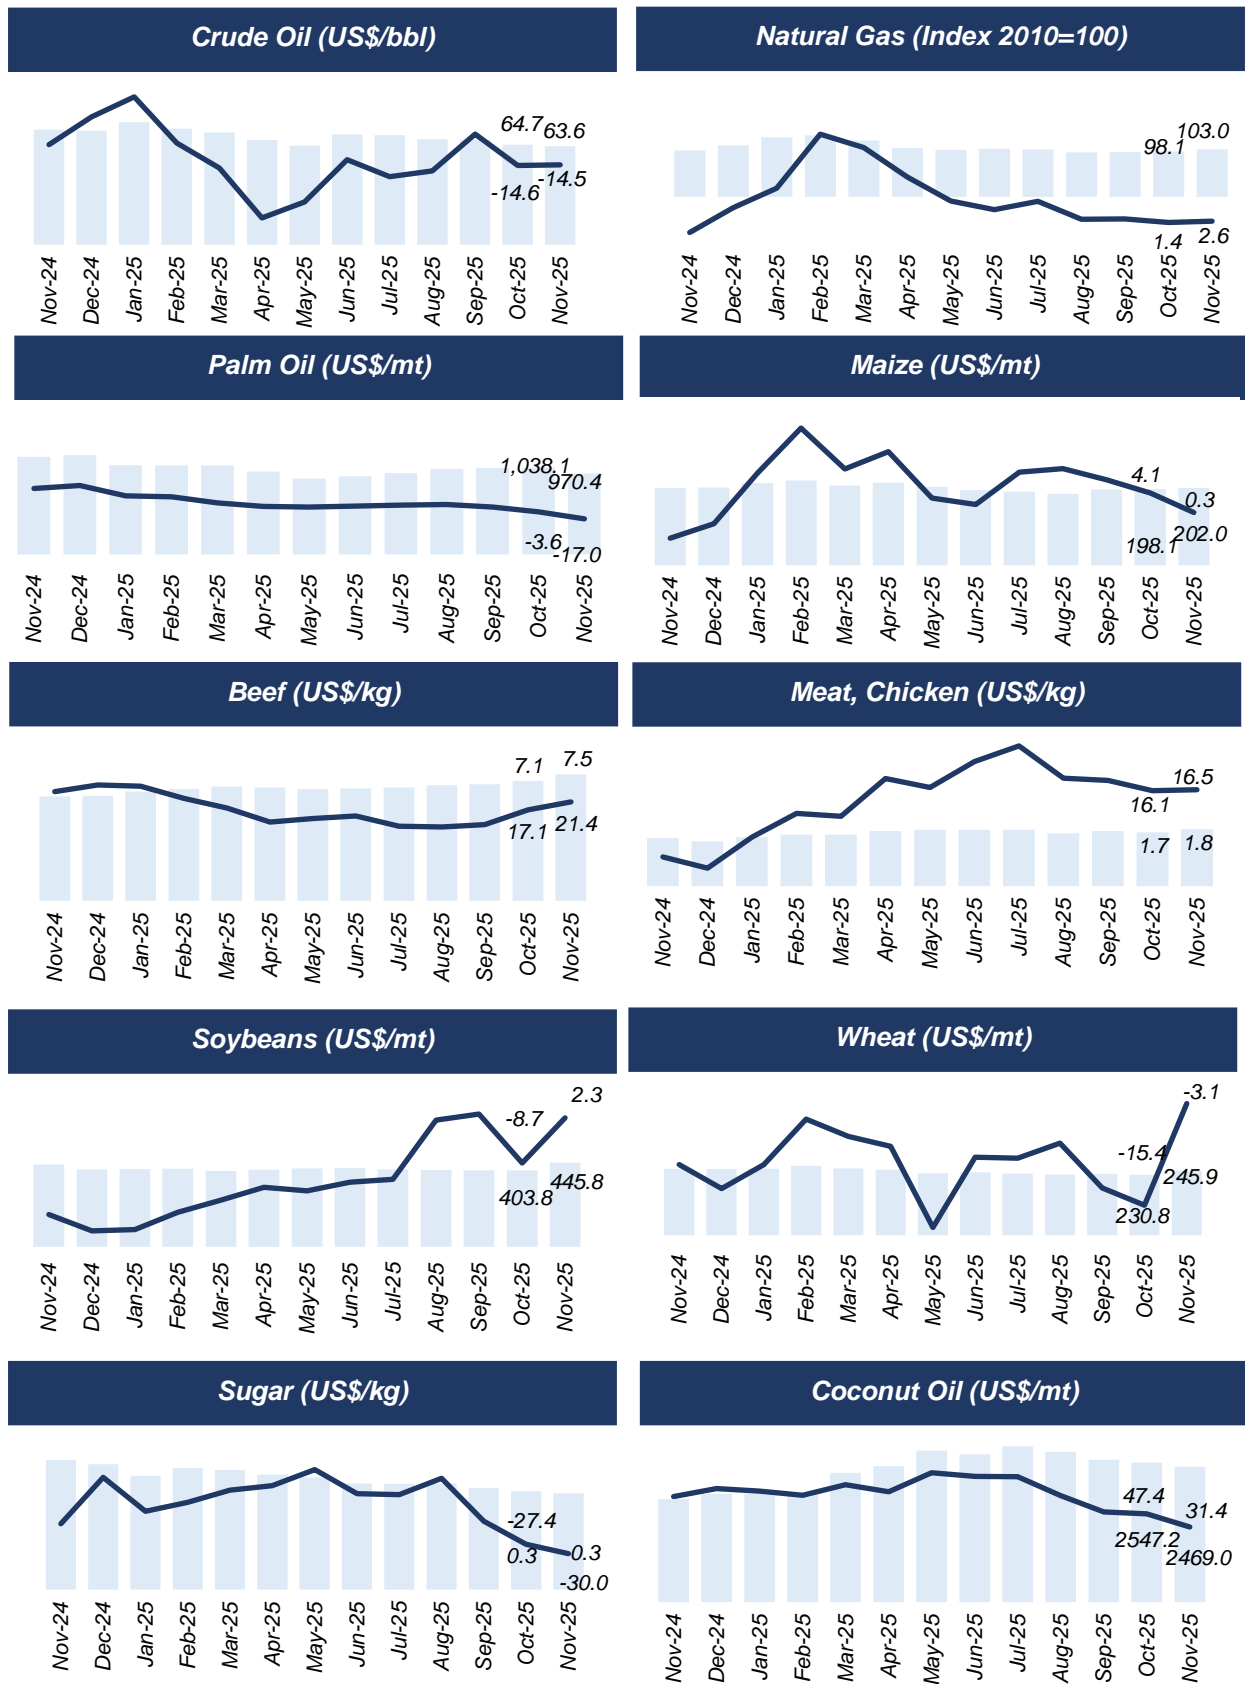 Crude Oil (US$/bbl)
64.7 63.6
-14.6 -14.5
Nov-24 Dec-24 Jan-25 Feb-25 Mar-25 Apr-25 May-25 Jun-25 Jul-25 Aug-25 Sep-25 Oct-25 Nov-25
Natural Gas (Index 2010=100)
98.1 103.0
1.4 2.6
Nov-24 Dec-24 Jan-25 Feb-25 Mar-25 Apr-25 May-25 Jun-25 Jul-25 Aug-25 Sep-25 Oct-25 Nov-25
Palm Oil (US$/mt)
1,038.1 970.4
-3.6 -17.0
Nov-24 Dec-24 Jan-25 Feb-25 Mar-25 Apr-25 May-25 Jun-25 Jul-25 Aug-25 Sep-25 Oct-25 Nov-25
Maize (US$/mt)
4.1 0.3
198.1 202.0
Nov-24 Dec-24 Jan-25 Feb-25 Mar-25 Apr-25 May-25 Jun-25 Jul-25 Aug-25 Sep-25 Oct-25 Nov-25
Beef (US$/kg)
7.1 7.5
17.1 21.4
Nov-24 Dec-24 Jan-25 Feb-25 Mar-25 Apr-25 May-25 Jun-25 Jul-25 Aug-25 Sep-25 Oct-25 Nov-25
Meat, Chicken (US$/kg)
16.1 16.5
1.7 1.8
Nov-24 Dec-24 Jan-25 Feb-25 Mar-25 Apr-25 May-25 Jun-25 Jul-25 Aug-25 Sep-25 Oct-25 Nov-25
Soybeans (US$/mt)
-8.7 2.3
403.8 445.8
Nov-24 Dec-24 Jan-25 Feb-25 Mar-25 Apr-25 May-25 Jun-25 Jul-25 Aug-25 Sep-25 Oct-25 Nov-25
Wheat (US$/mt)
-15.4 -3.1
230.8 245.9
Nov-24 Dec-24 Jan-25 Feb-25 Mar-25 Apr-25 May-25 Jun-25 Jul-25 Aug-25 Sep-25 Oct-25 Nov-25
Sugar (US$/kg)
-27.4
0.3 0.3
-30.0
Nov-24 Dec-24 Jan-25 Feb-25 Mar-25 Apr-25 May-25 Jun-25 Jul-25 Aug-25 Sep-25 Oct-25 Nov-25
Coconut Oil (US$/mt)
47.4 31.4
2547.2 2469.0
Nov-24 Dec-24 Jan-25 Feb-25 Mar-25 Apr-25 May-25 Jun-25 Jul-25 Aug-25 Sep-25 Oct-25 Nov-25